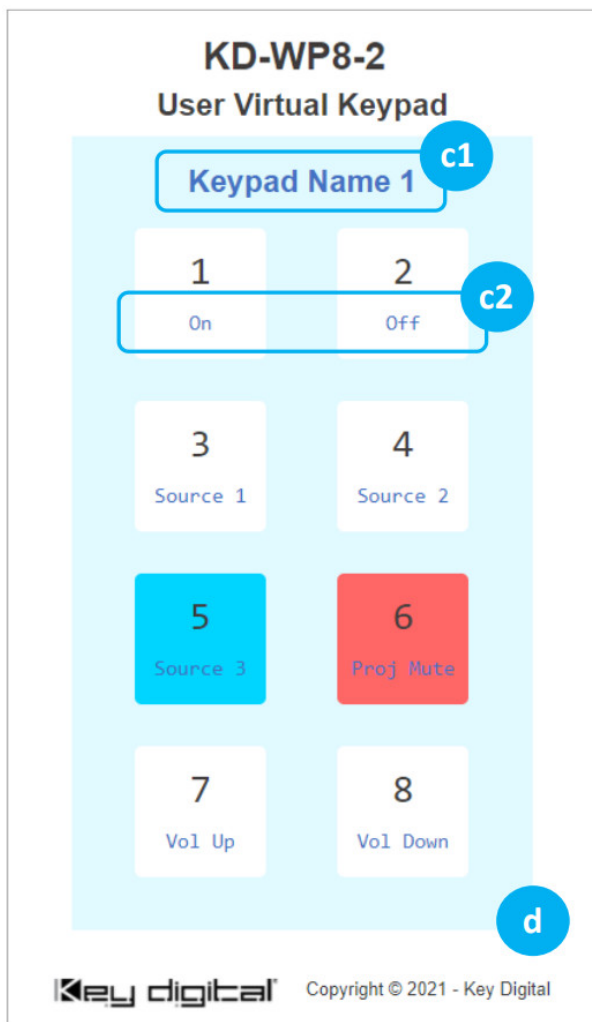 KD-WP8-2
User Virtual Keypad
c1
Keypad Name 1
1 2
c2
On Off
3 4
Source 1 Source 2
5 6
Source 3 Proj Mute
7 8
Vol Up Vol Down
d
Key digital Copyright © 2021 - Key Digital